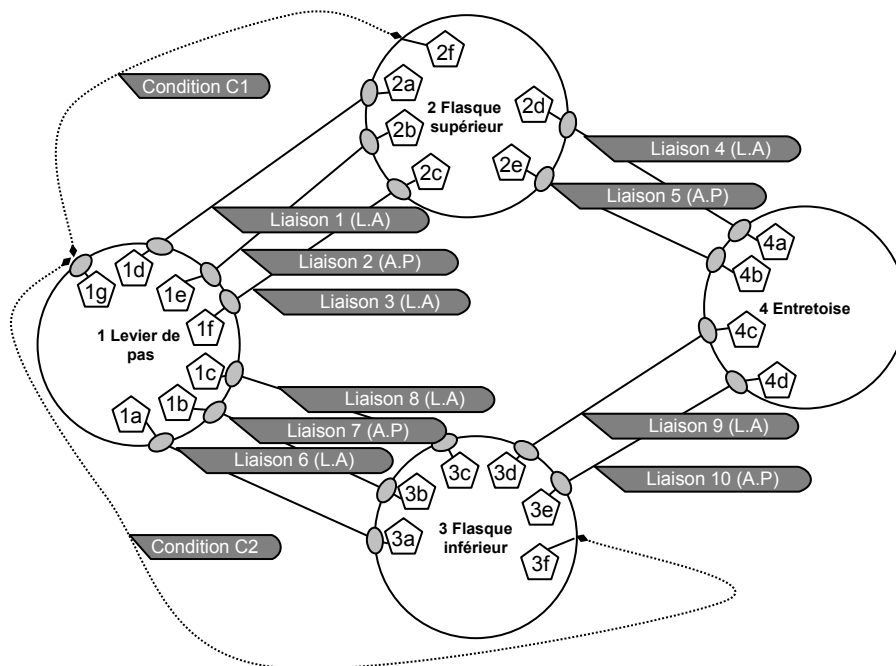 2f
Condition C1
2a
2 Flasque
supérieur
2d
2b
2c
2e
Liaison 4 (L.A)
Liaison 5 (A.P)
Liaison 1 (L.A)
Liaison 2 (A.P)
Liaison 3 (L.A)
1d
1g
1e
1f
1 Levier de
pas
1c
1b
1a
4a
4b
4 Entretoise
4c
4d
Liaison 8 (L.A)
Liaison 7 (A.P)
Liaison 6 (L.A)
Liaison 9 (L.A)
Liaison 10 (A.P)
3c
3d
3b
3e
3a
3 Flasque
inférieur
3f
Condition C2